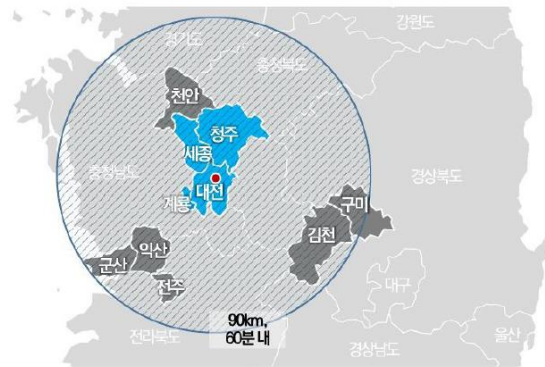 강원도
경기도
충청북도
천안
청주
세종
충청남도
대전
계룡
경상북도
구미
김천
익산
군산
전주
대구
90km,
60분 내
전라북도
경상남도
울산